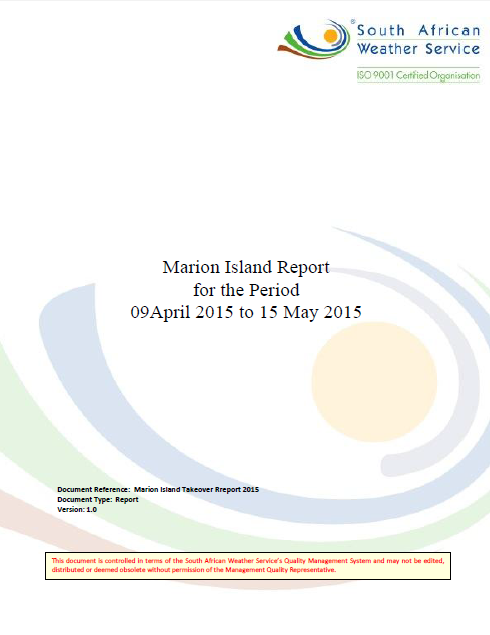 South African
Weather Service
ISO 9001 Certified Organisation
Marion Island Report
for the Period
09April 2015 to 15 May 2015
Document Reference: Marion Island Takeover Rreport 2015
Document Type: Report
Version: 1.0
This document is controlled in terms of the South African Weather Service's Quality Management System and may not be edited,
distributed or deemed obsolete without permission of the Management Quality Representative.